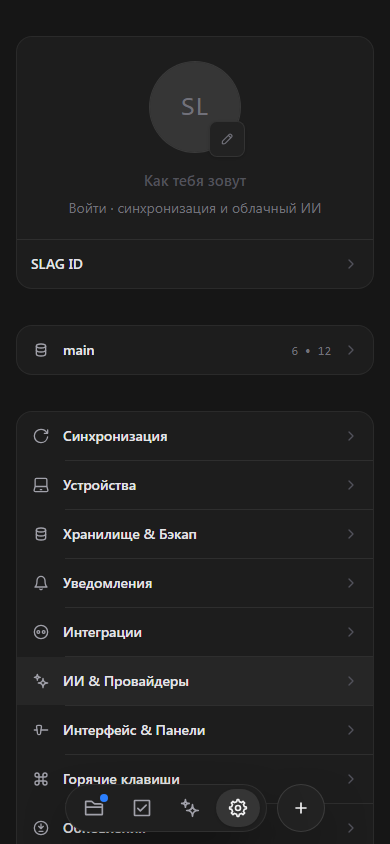 SL
Как тебя зовут
Войти · синхронизация и облачный ИИ
SLAG ID
main 6 • 12
Синхронизация
Устройства
Хранилище & Бэкап
Уведомления
Интеграции
ИИ & Провайдеры
Интерфейс & Панели
Горячие клавиши